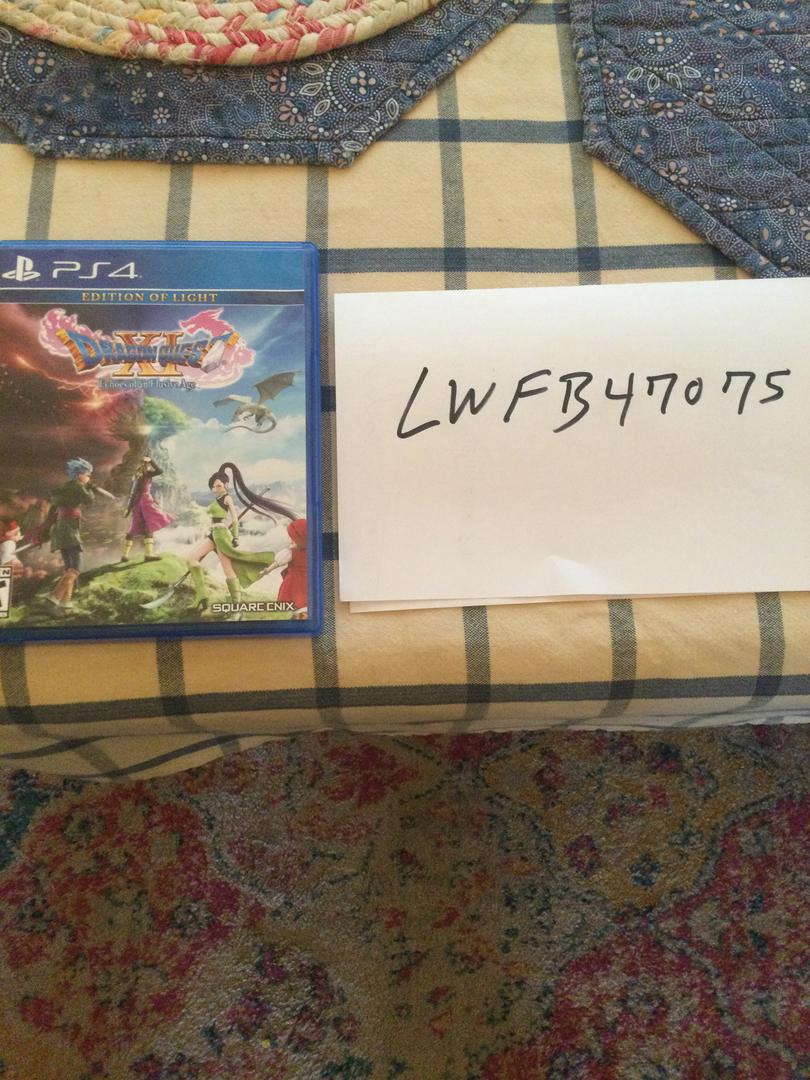 PS4
EDITION OF LIGHT
DRAGON QUEST
XI
Echoes of an Elusive Age
SQUARE ENIX
LWFB47075